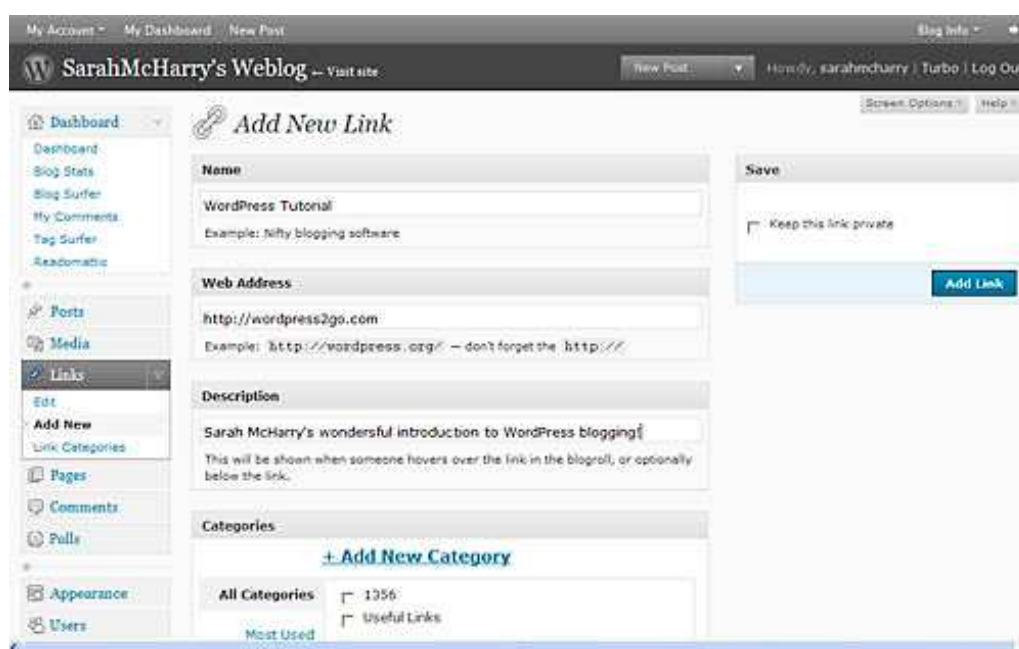 My Account My Dashboard New Post Blog Info
SarahMcHarry's Weblog – Visit site New Post Howdy, sarahmcharry | Turbo | Log Ou
Screen Options Help
Dashboard
Dashboard
Blog Stats
Blog Surfer
My Comments
Tag Surfer
Readomattic
Posts
Media
Links
Edit
Add New
Link Categories
Pages
Comments
Polls
Appearance
Users
Add New Link
Name
WordPress Tutorial
Example: Nifty blogging software
Web Address
http://wordpress2go.com
Example: http://wordpress.org/ — don't forget the http://
Description
Sarah McHarry's wondersful introduction to WordPress blogging!
This will be shown when someone hovers over the link in the blogroll, or optionally
below the link.
Categories
+ Add New Category
All Categories
Most Used
1356
Useful Links
Save
Keep this link private
Add Link